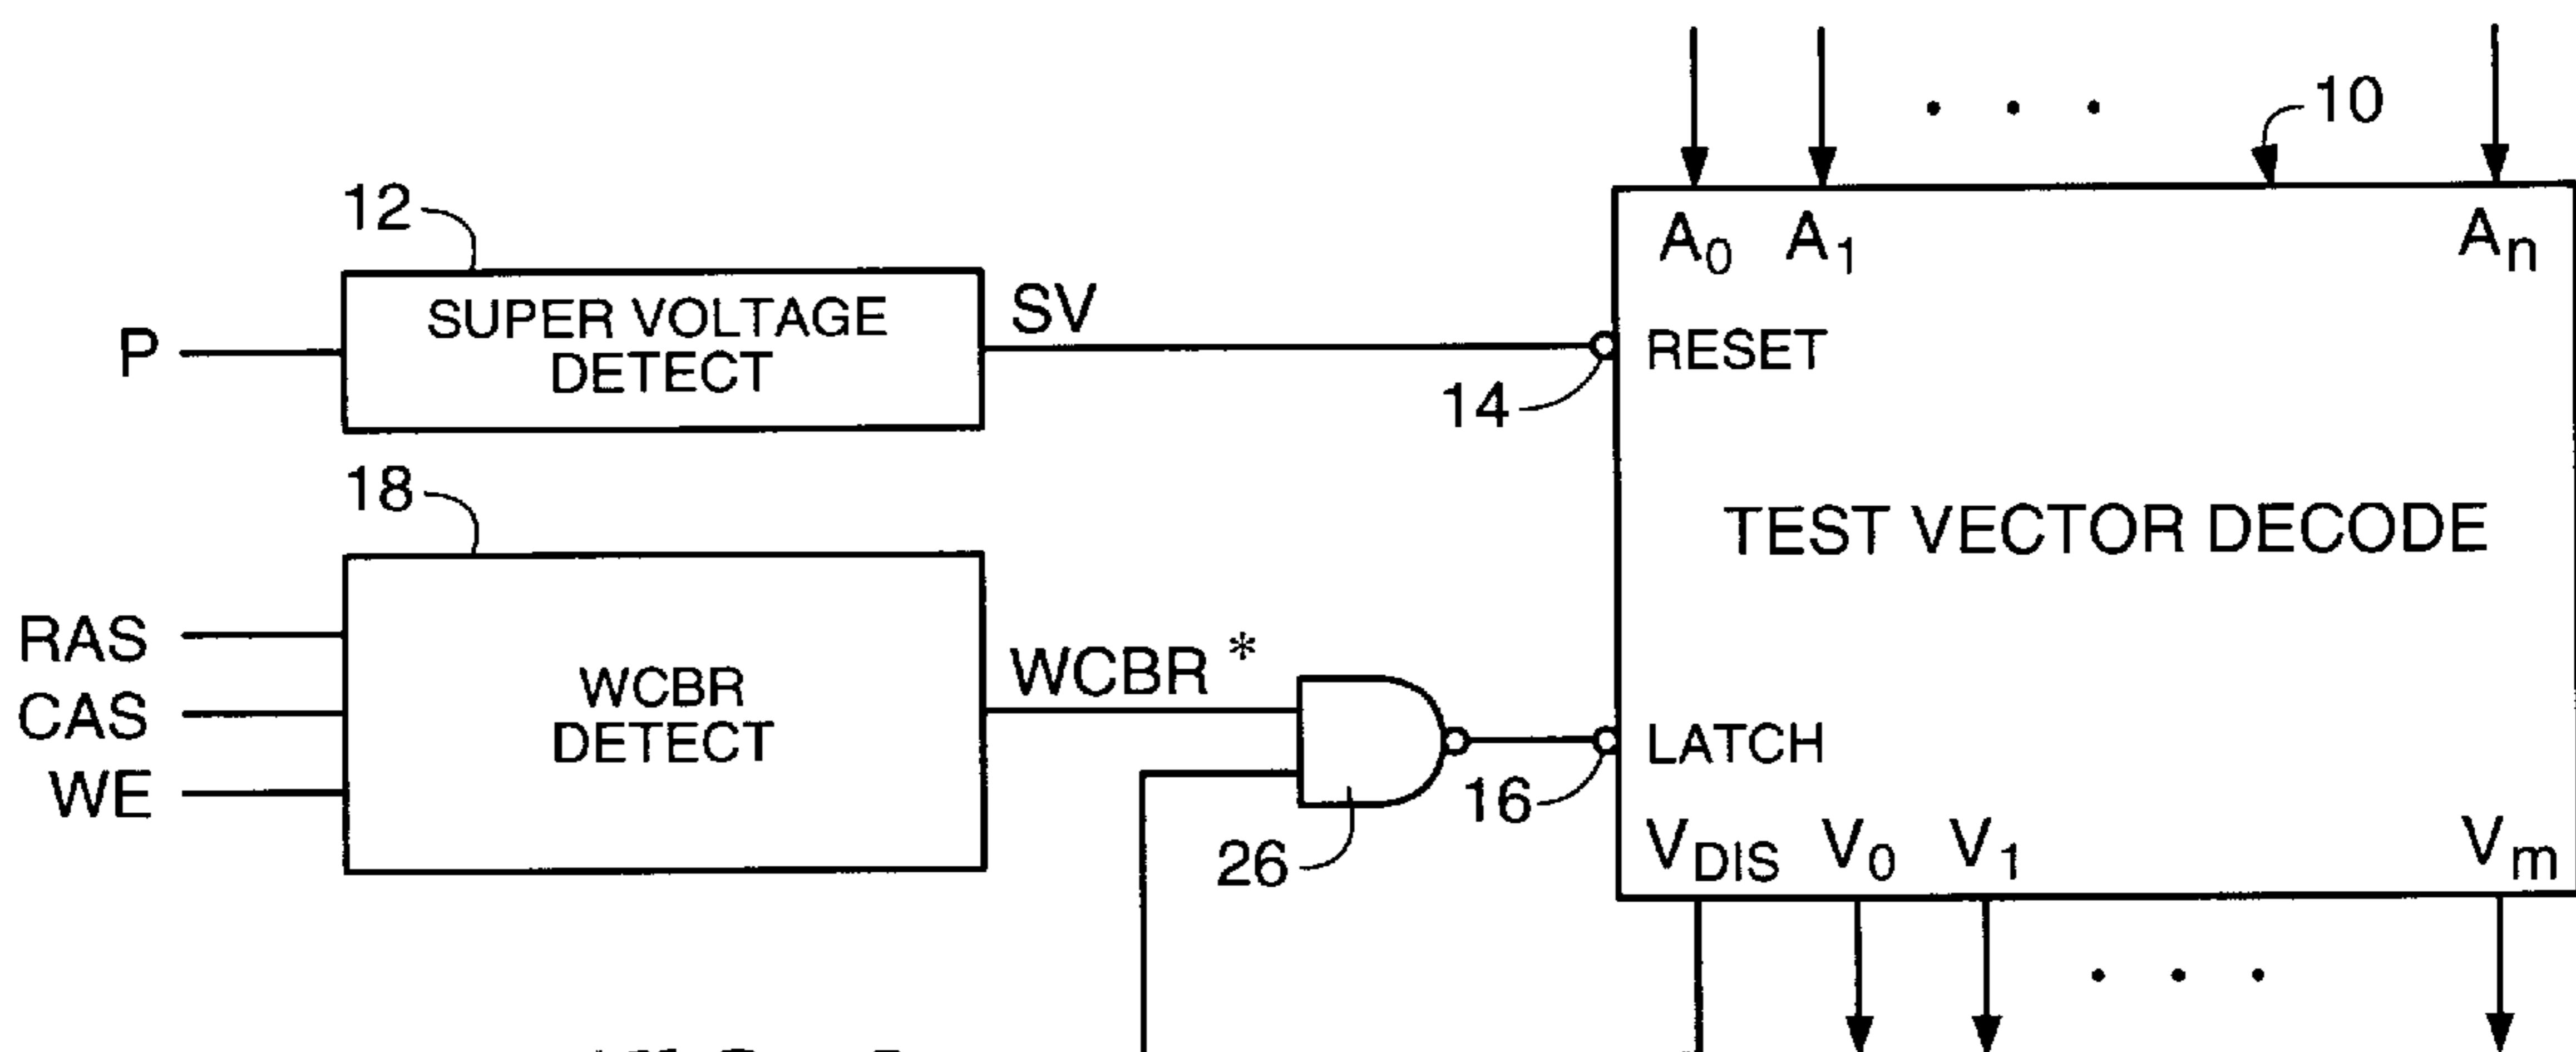 10
12
A0 A1 An
P
SUPER VOLTAGE
DETECT
SV
RESET
14
18
TEST VECTOR DECODE
RAS
CAS
WE
WCBR
DETECT
WCBR *
LATCH
16
26
VDIS V0 V1 Vm